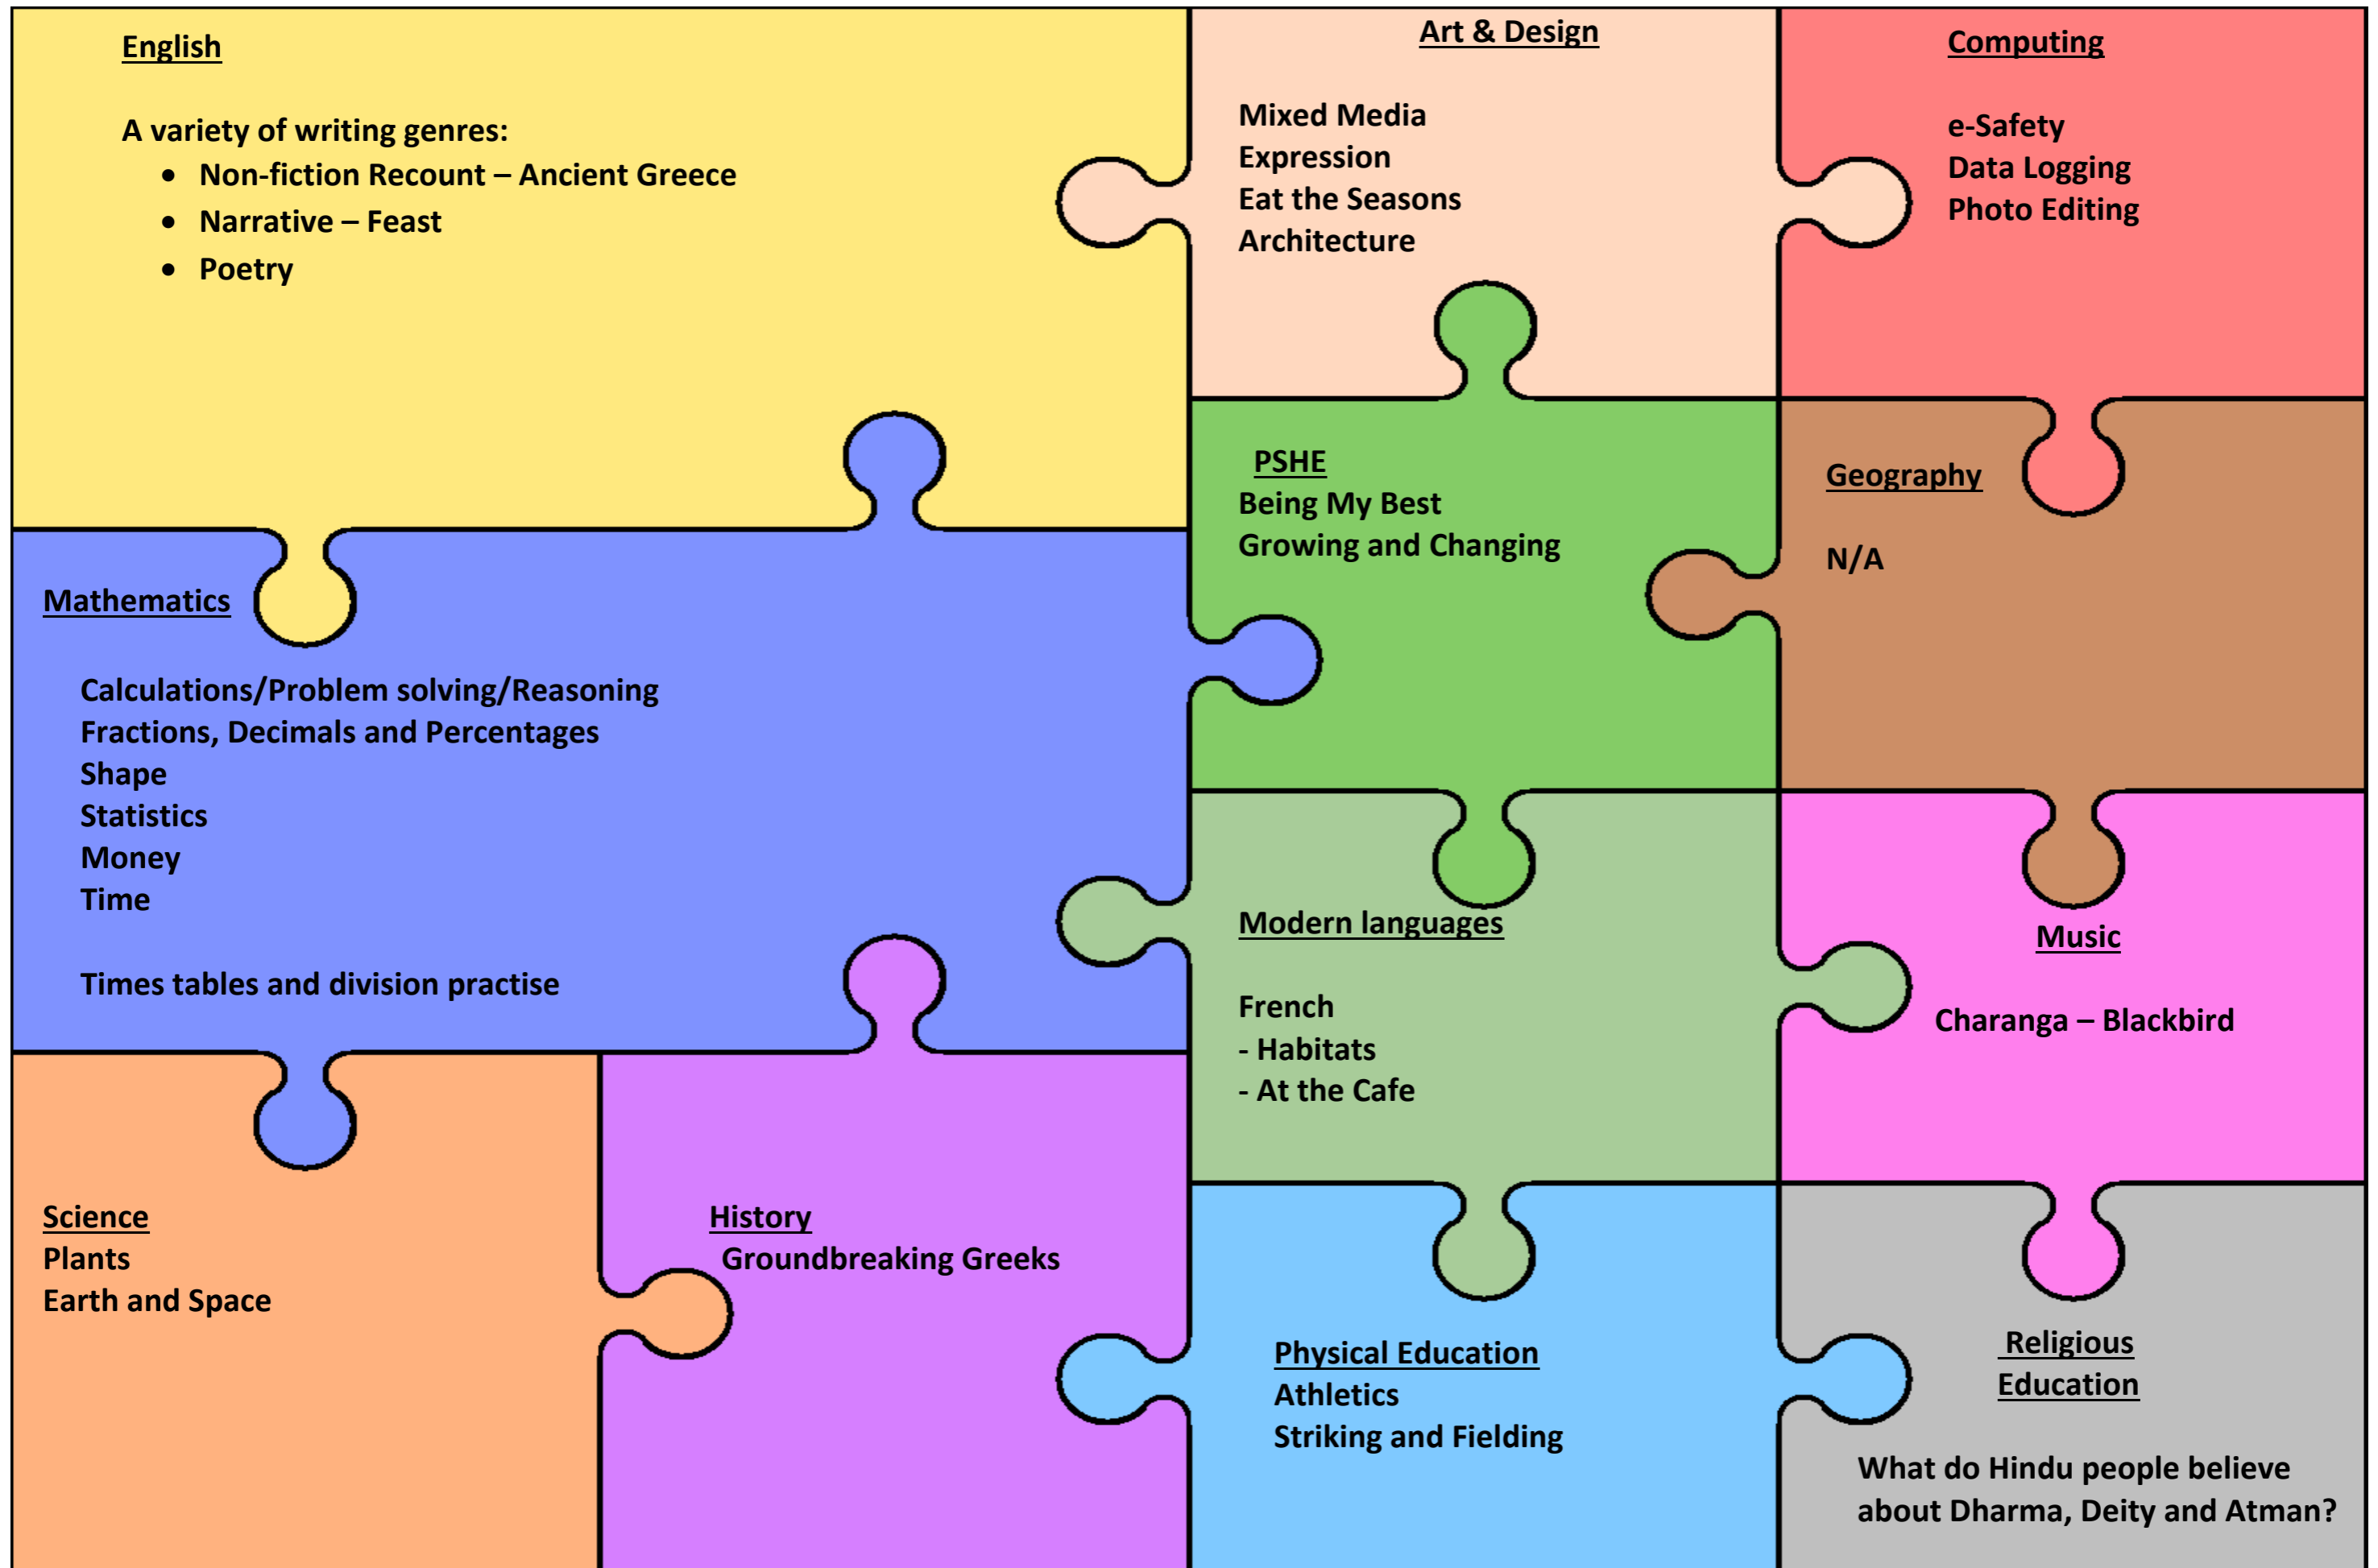 English
A variety of writing genres:
• Non-fiction Recount – Ancient Greece
• Narrative – Feast
• Poetry
Art & Design
Mixed Media
Expression
Eat the Seasons
Architecture
Computing
e-Safety
Data Logging
Photo Editing
PSHE
Being My Best
Growing and Changing
Geography
N/A
Mathematics
Calculations/Problem solving/Reasoning
Fractions, Decimals and Percentages
Shape
Statistics
Money
Time
Times tables and division practise
Modern languages
French
- Habitats
- At the Cafe
Music
Charanga – Blackbird
Science
Plants
Earth and Space
History
Groundbreaking Greeks
Physical Education
Athletics
Striking and Fielding
Religious
Education
What do Hindu people believe
about Dharma, Deity and Atman?